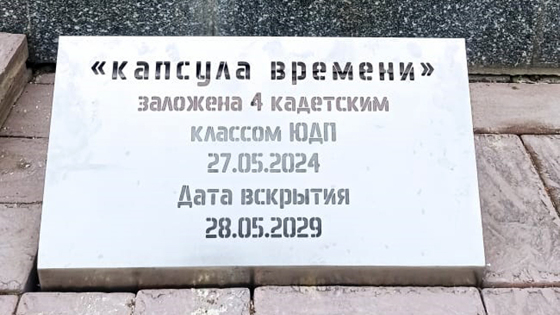 «капсула времени»
заложена 4 кадетским
классом ЮДП
27.05.2024
Дата вскрытия
28.05.2029